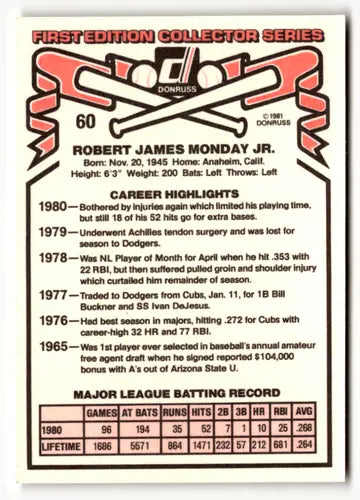 FIRST EDITION COLLECTOR SERIES
d
DONRUSS
60
©1981
DONRUSS
ROBERT JAMES MONDAY JR.
Born: Nov. 20, 1945 Home: Anaheim, Calif.
Height: 6'3" Weight: 200 Bats: Left Throws: Left
CAREER HIGHLIGHTS
1980—Bothered by injuries again which limited his playing time,
but still 18 of his 52 hits go for extra bases.
1979—Underwent Achilles tendon surgery and was lost for
season to Dodgers.
1978—Was NL Player of Month for April when he hit .353 with
22 RBI, but then suffered pulled groin and shoulder injury
which curtailed him remainder of season.
1977—Traded to Dodgers from Cubs, Jan. 11, for 1B Bill
Buckner and SS Ivan DeJesus.
1976—Had best season in majors, hitting .272 for Cubs with
career-high 32 HR and 77 RBI.
1965—Was 1st player ever selected in baseball's annual amateur
free agent draft when he signed reported $104,000
bonus with A's out of Arizona State U.
MAJOR LEAGUE BATTING RECORD
GAMES AT BATS RUNS HITS 2B 3B HR RBI AVG
1980 96 194 35 52 7 1 10 25 .268
LIFETIME 1686 5571 864 1471 232 57 212 681 .264